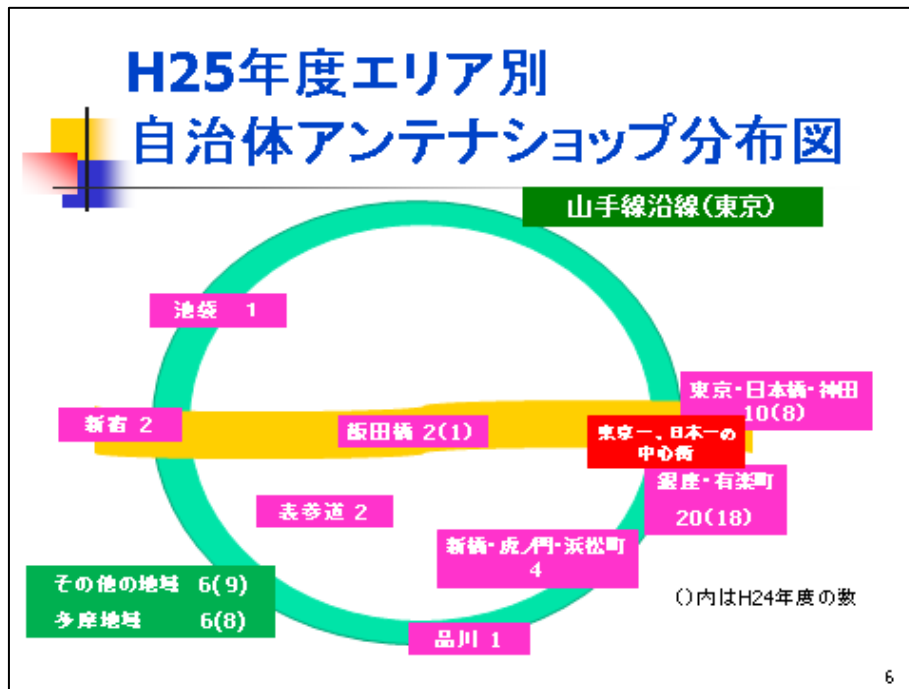 H25年度エリア別
自治体アンテナショップ分布図
山手線沿線(東京)
池袋 1
東京・日本橋・神田
10(8)
新宿 2
飯田橋 2(1)
東京一、日本一の
中心街
銀座・有楽町
20(18)
表参道 2
新橋・虎ノ門・浜松町
4
その他の地域 6(9)
多摩地域 6(8)
()内はH24年度の数
品川 1
6